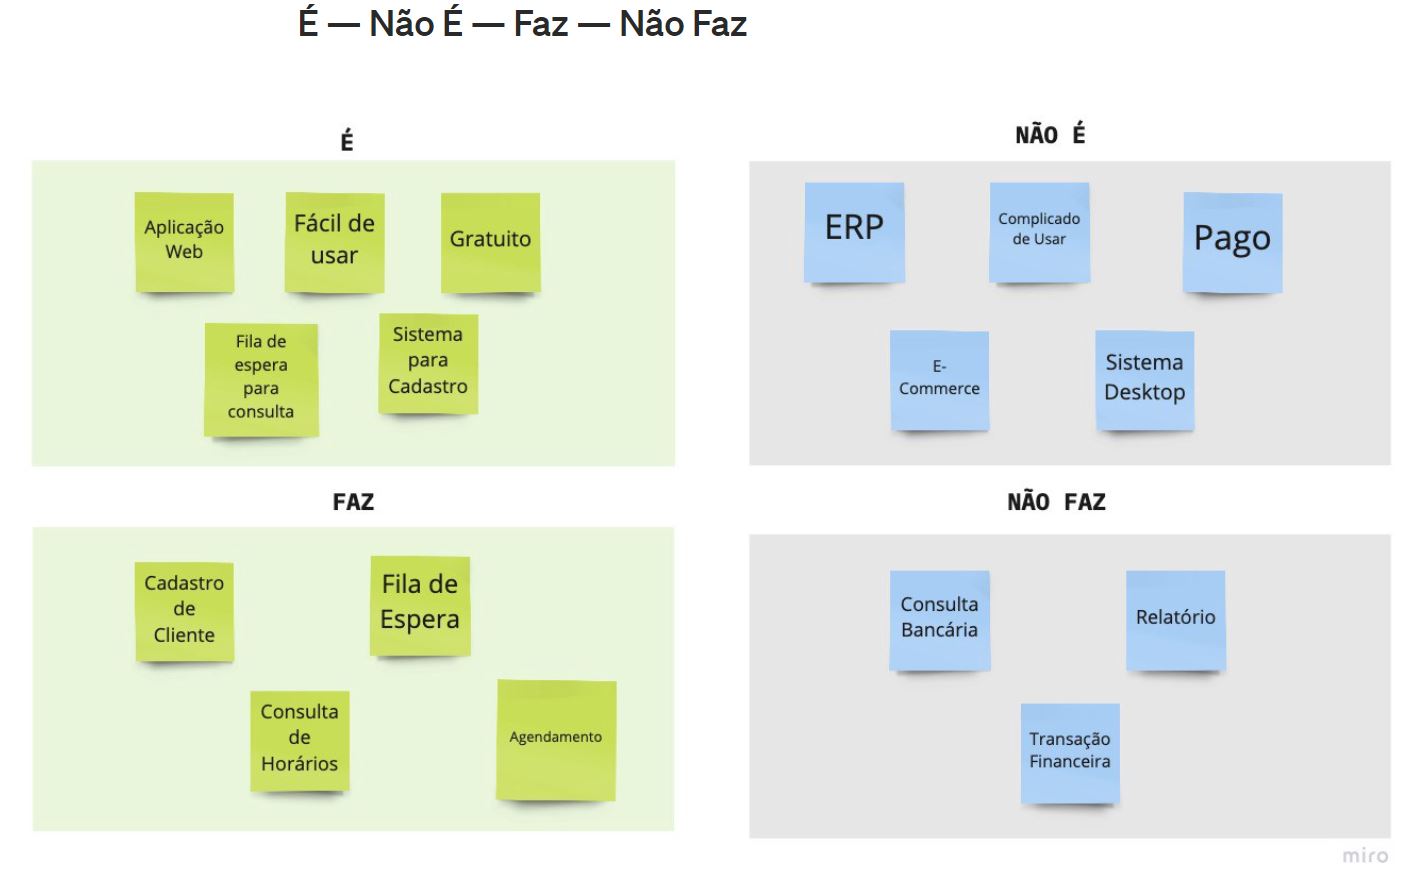 É — Não É — Faz — Não Faz
É
Aplicação
Web
Fácil de
usar
Gratuito
Fila de
espera
para
consulta
Sistema
para
Cadastro
NÃO É
ERP
Complicado
de Usar
Pago
E-
Commerce
Sistema
Desktop
FAZ
Cadastro
de
Cliente
Fila de
Espera
Consulta
de
Horários
Agendamento
NÃO FAZ
Consulta
Bancária
Relatório
Transação
Financeira
miro